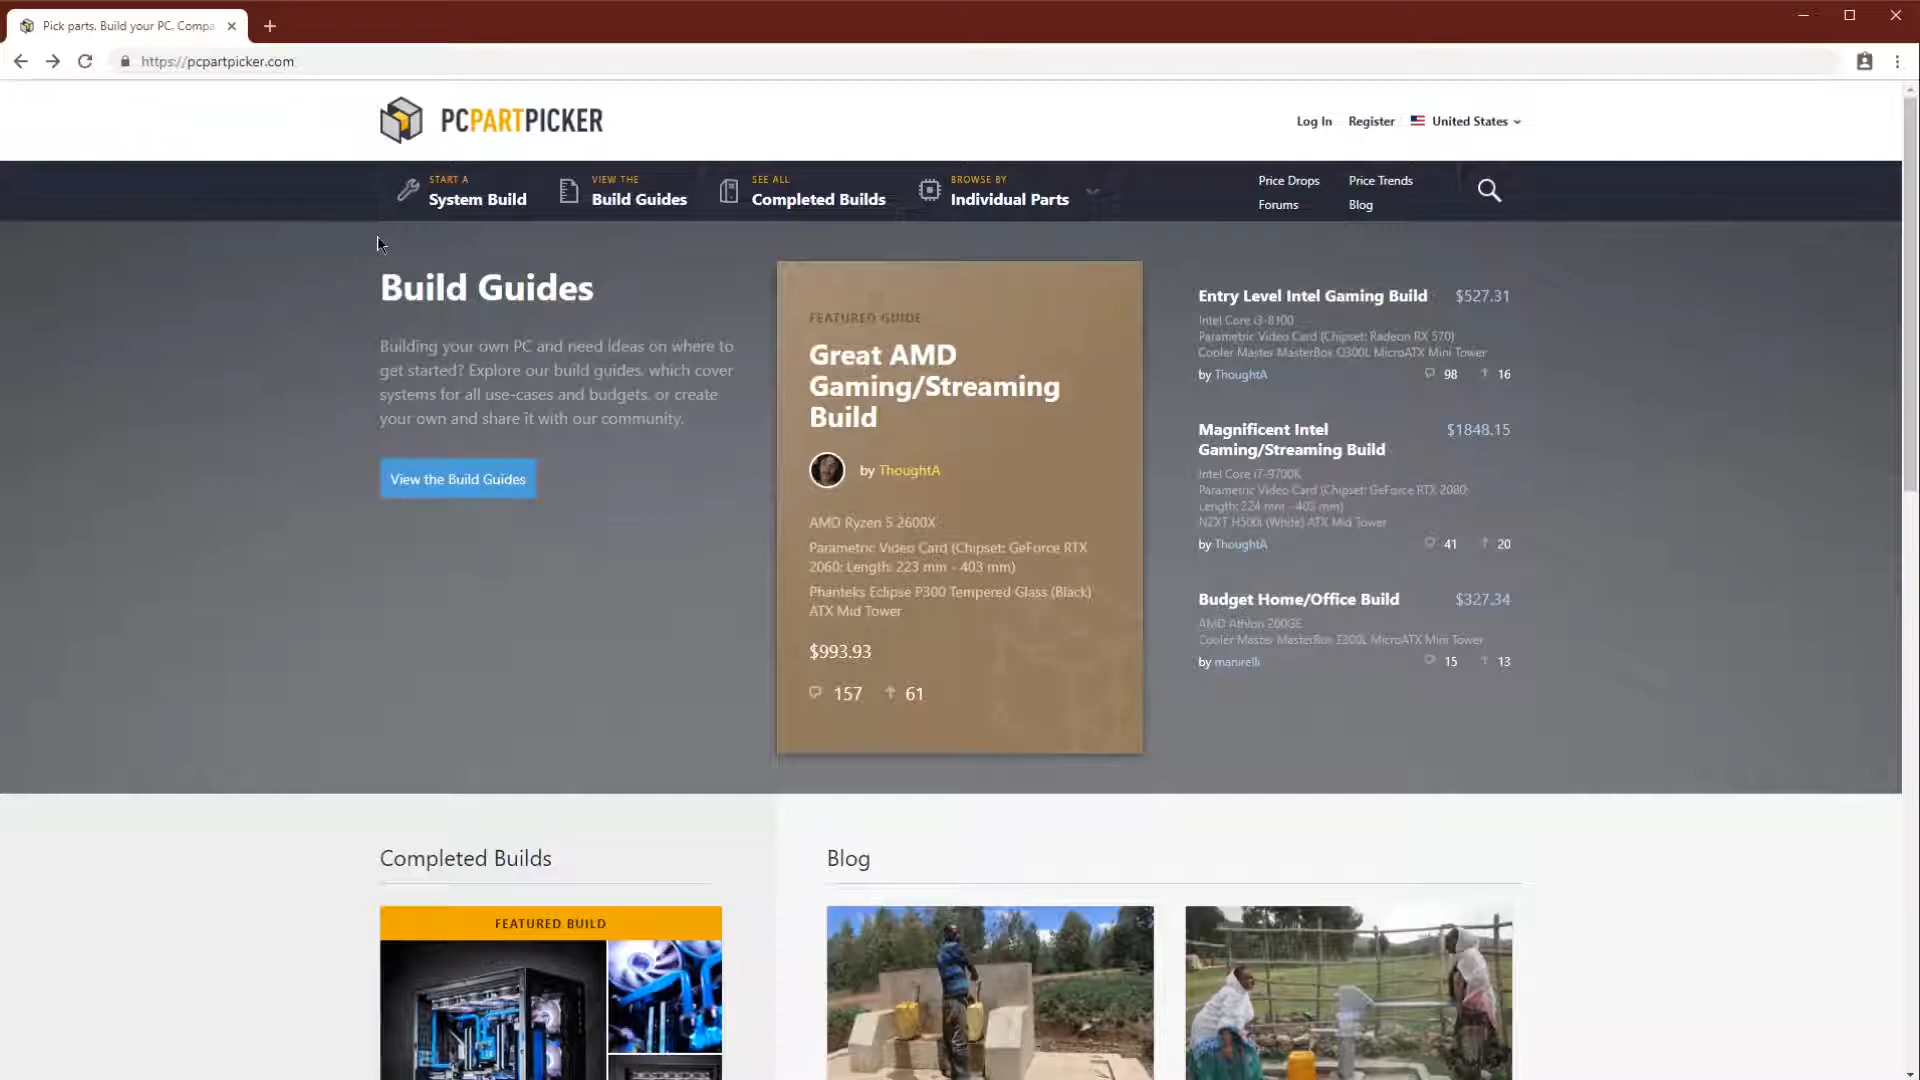 Pick parts. Build your PC. Compa
https://pcpartpicker.com
PCPARTPICKER
Log In Register United States
START A
System Build
VIEW THE
Build Guides
SEE ALL
Completed Builds
BROWSE BY
Individual Parts
Price Drops Price Trends
Forums Blog
Build Guides
Building your own PC and need ideas on where to
get started? Explore our build guides, which cover
systems for all use-cases and budgets, or create
your own and share it with our community.
View the Build Guides
FEATURED GUIDE
Great AMD
Gaming/Streaming
Build
by ThoughtA
AMD Ryzen 5 2600X
Parametric Video Card (Chipset: GeForce RTX
2060; Length: 223 mm - 403 mm)
Phanteks Eclipse P300 Tempered Glass (Black)
ATX Mid Tower
$993.93
157 61
Entry Level Intel Gaming Build $527.31
Intel Core i3-8100
Parametric Video Card (Chipset: Radeon RX 570)
Cooler Master MasterBox Q300L MicroATX Mini Tower
by ThoughtA 98 16
Magnificent Intel $1848.15
Gaming/Streaming Build
Intel Core i7-9700K
Parametric Video Card (Chipset: GeForce RTX 2080;
Length: 224 mm - 403 mm)
NZXT H500i (White) ATX Mid Tower
by ThoughtA 41 20
Budget Home/Office Build $327.34
AMD Athlon 200GE
Cooler Master MasterBox E300L MicroATX Mini Tower
by manirelli 15 13
Completed Builds
FEATURED BUILD
Blog